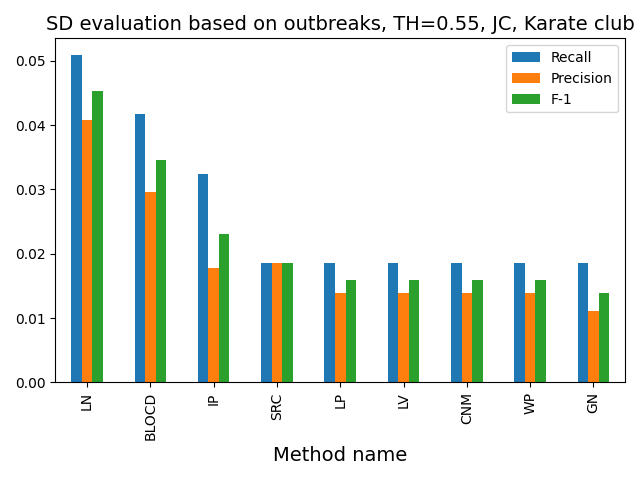 SD evaluation based on outbreaks, TH=0.55, JC, Karate club
Recall
Precision
F-1
0.05
0.04
0.03
0.02
0.01
0.00
LN
BLOCD
IP
SRC
LP
LV
CNM
WP
GN
Method name